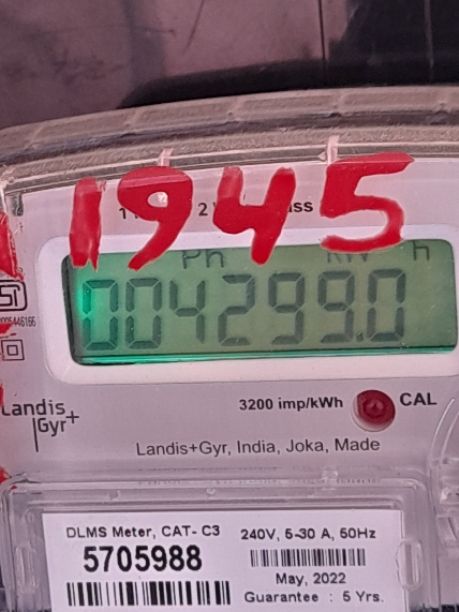 1945
Ph kW h
004299.0
Landis
Gyr+
3200 imp/kWh CAL
Landis+Gyr, India, Joka, Made
DLMS Meter, CAT- C3 240V, 5-30 A, 50Hz
5705988
May, 2022
Guarantee : 5 Yrs.